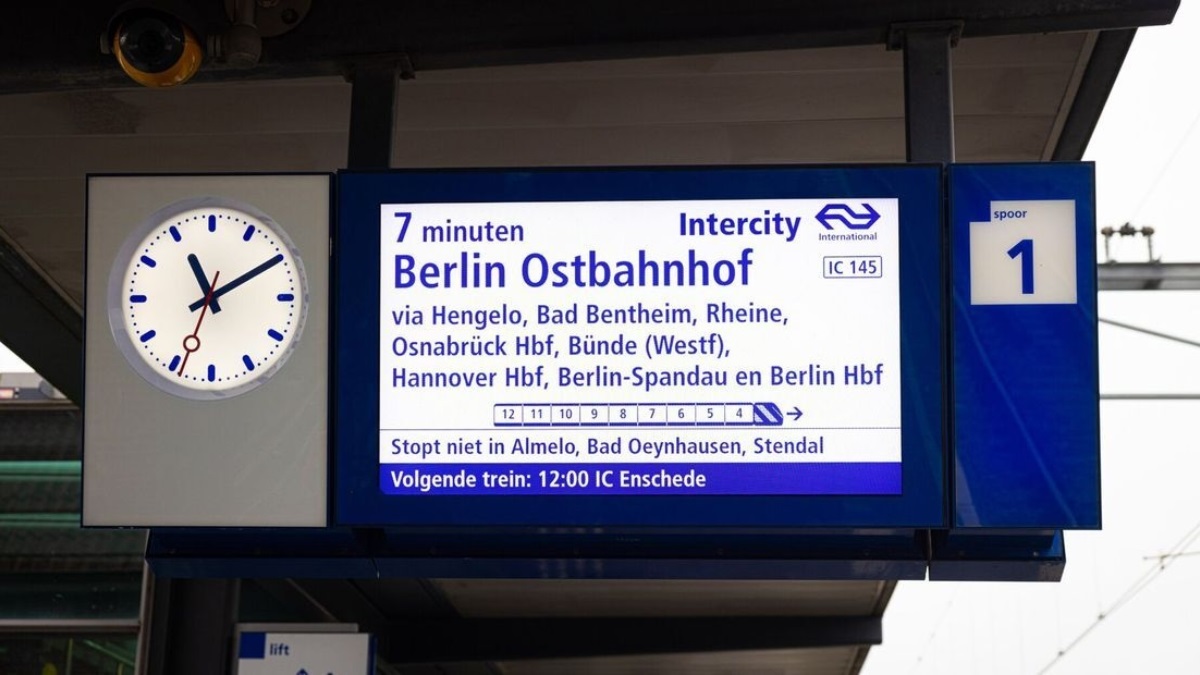 7 minuten
Intercity
International
Berlin Ostbahnhof
IC 145
via Hengelo, Bad Bentheim, Rheine,
Osnabrück Hbf, Bünde (Westf),
Hannover Hbf, Berlin-Spandau en Berlin Hbf
12 11 10 9 8 7 6 5 4
Stopt niet in Almelo, Bad Oeynhausen, Stendal
Volgende trein: 12:00 IC Enschede
spoor
1
lift